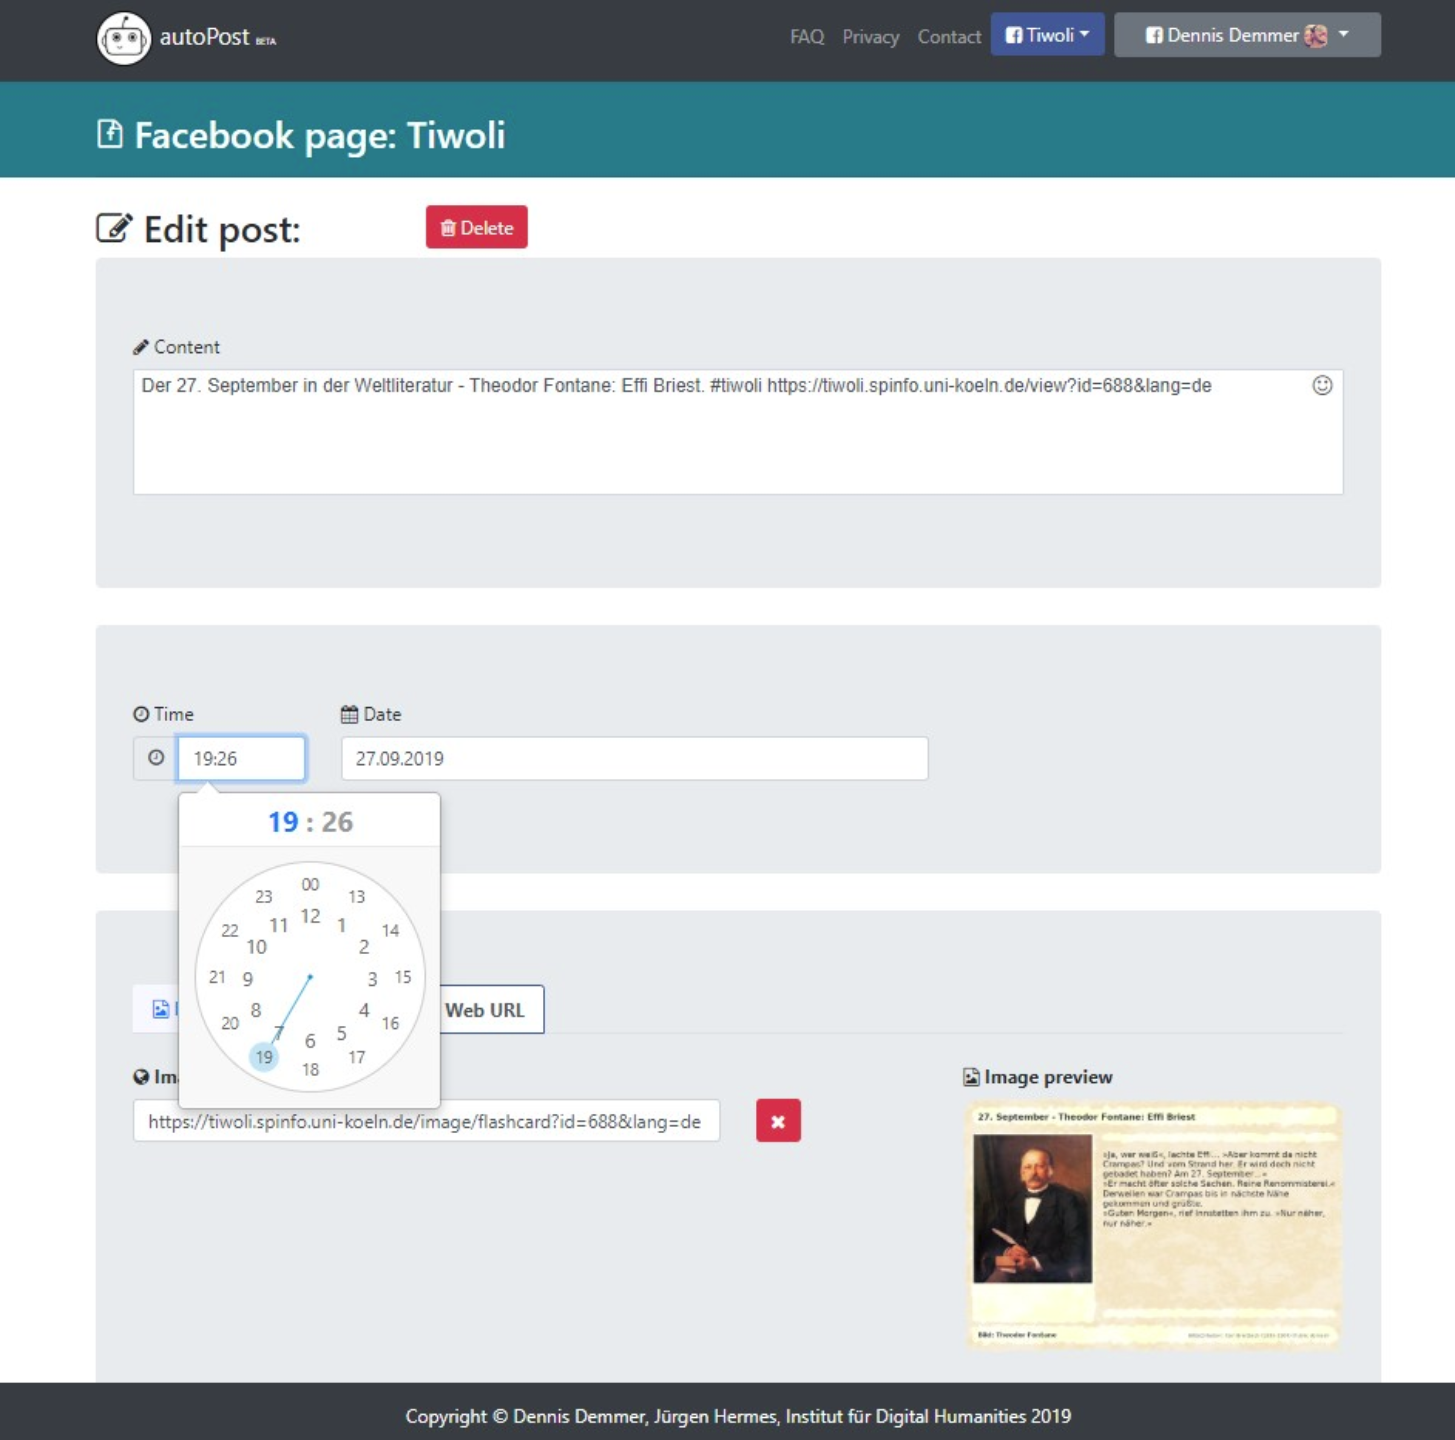 autoPost BETA
FAQ Privacy Contact Tiwoli Dennis Demmer
Facebook page: Tiwoli
Edit post: Delete
Content
Der 27. September in der Weltliteratur - Theodor Fontane: Effi Briest. #tiwoli https://tiwoli.spinfo.uni-koeln.de/view?id=688&lang=de
Time Date
19:26 27.09.2019
19 : 26
00
23 13
12
11 1
22 14
10 2
21 9 3 15
8 4
20 16
7 5
6
19 17
18
Web URL
Im
Image preview
https://tiwoli.spinfo.uni-koeln.de/image/flashcard?id=688&lang=de
27. September - Theodor Fontane: Effi Briest
»Ja, wer weiß«, lachte Effi... »Aber kommt da nicht
Crampas? Und vom Strand her. Er wird doch nicht
gebadet haben? Am 27. September...«
»Er macht öfter solche Sachen. Reine Renommisterei.«
Derweilen war Crampas bis in nächste Nähe
gekommen und grüßte.
»Guten Morgen«, rief Innstetten ihm zu. »Nur näher,
nur näher.«
Bild: Theodor Fontane
Copyright © Dennis Demmer, Jürgen Hermes, Institut für Digital Humanities 2019